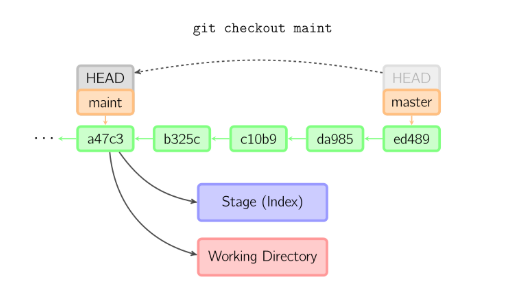 git checkout maint
HEAD HEAD
maint master
... a47c3 b325c c10b9 da985 ed489
Stage (Index)
Working Directory